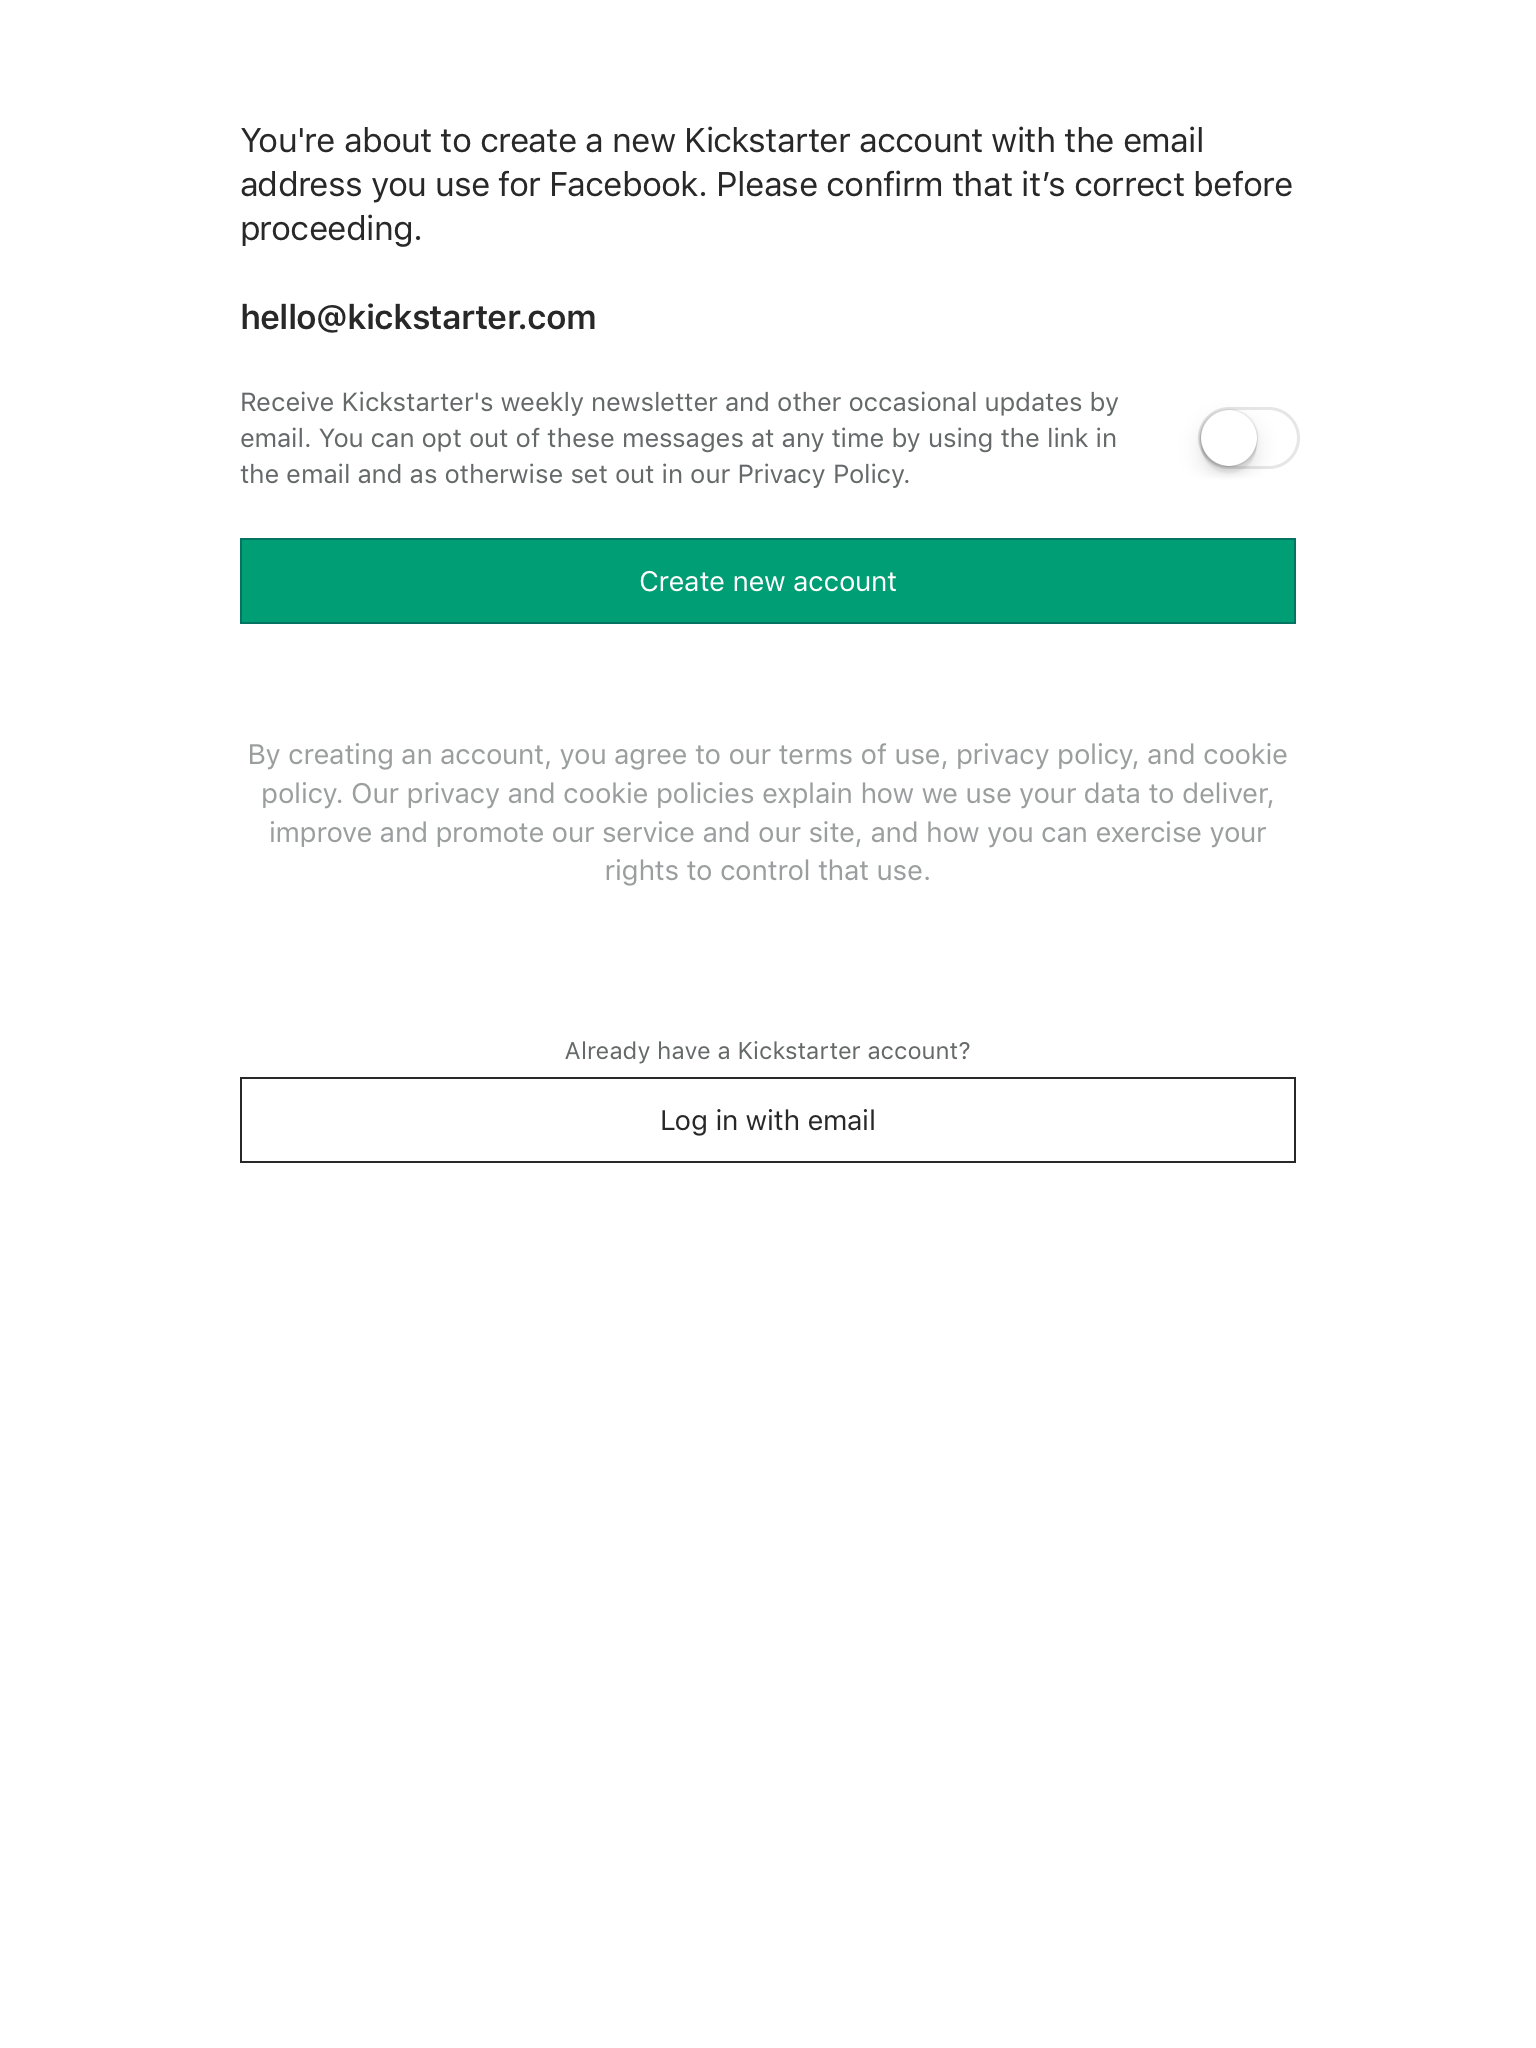 You're about to create a new Kickstarter account with the email
address you use for Facebook. Please confirm that it’s correct before
proceeding.
hello@kickstarter.com
Receive Kickstarter's weekly newsletter and other occasional updates by
email. You can opt out of these messages at any time by using the link in
the email and as otherwise set out in our Privacy Policy.
Create new account
By creating an account, you agree to our terms of use, privacy policy, and cookie
policy. Our privacy and cookie policies explain how we use your data to deliver,
improve and promote our service and our site, and how you can exercise your
rights to control that use.
Already have a Kickstarter account?
Log in with email